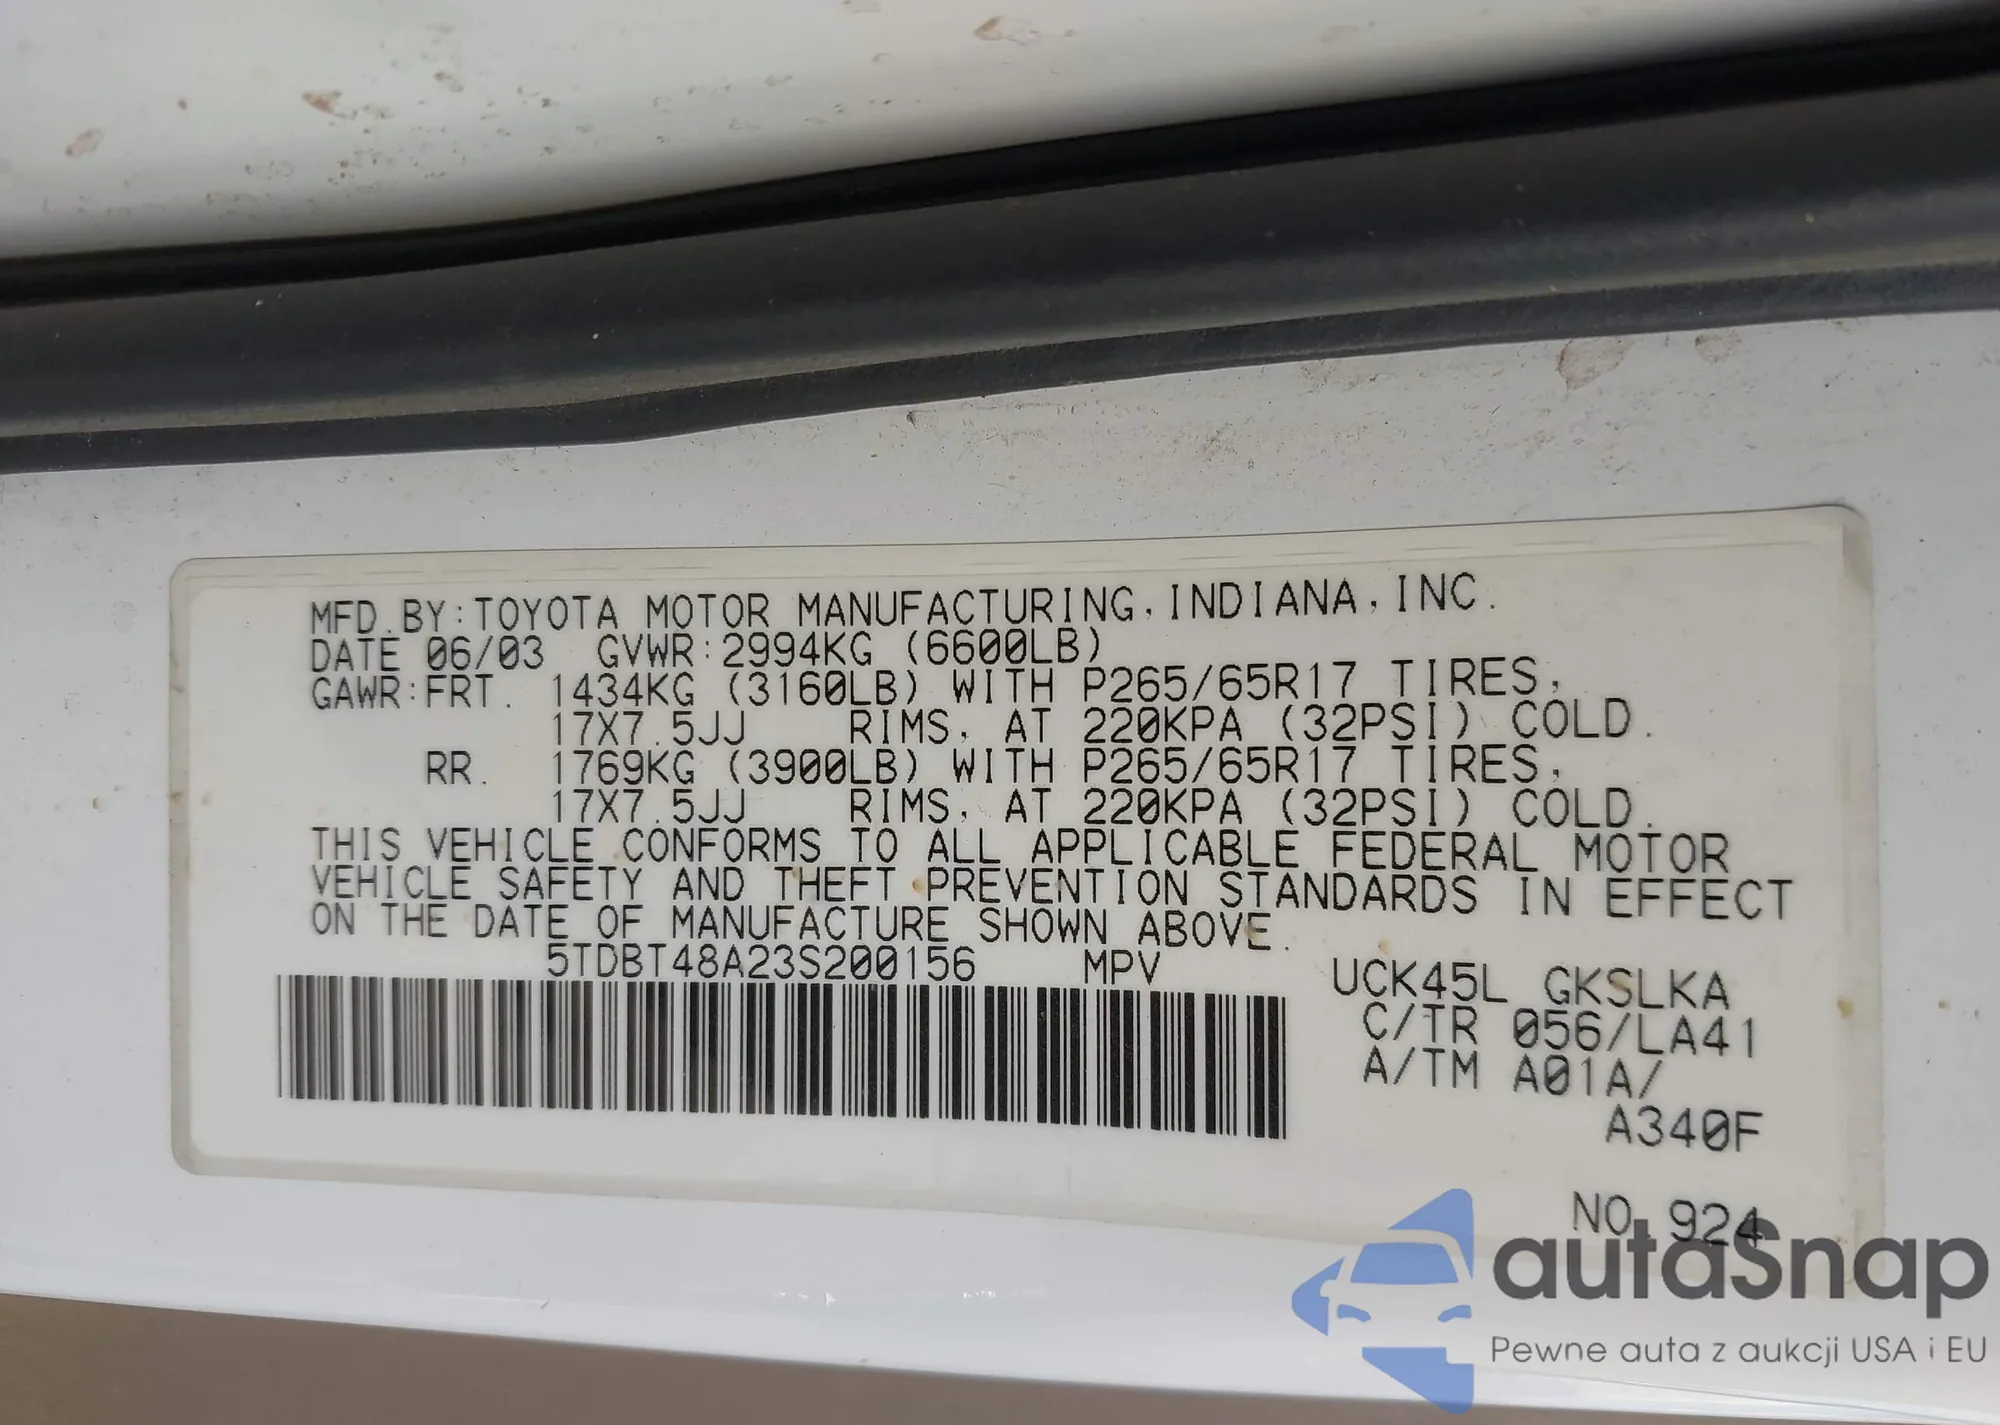 MFD.BY:TOYOTA MOTOR MANUFACTURING,INDIANA,INC.
DATE 06/03 GVWR:2994KG (6600LB)
GAWR:FRT. 1434KG (3160LB) WITH P265/65R17 TIRES,
17X7.5JJ RIMS, AT 220KPA (32PSI) COLD.
RR. 1769KG (3900LB) WITH P265/65R17 TIRES,
17X7.5JJ RIMS, AT 220KPA (32PSI) COLD.
THIS VEHICLE CONFORMS TO ALL APPLICABLE FEDERAL MOTOR
VEHICLE SAFETY AND THEFT PREVENTION STANDARDS IN EFFECT
ON THE DATE OF MANUFACTURE SHOWN ABOVE.
5TDBT48A23S200156 MPV
UCK45L GKSLKA
C/TR 056/LA41
A/TM A01A/
A340F
NO.924
autaSnap
Pewne auta z aukcji USA i EU